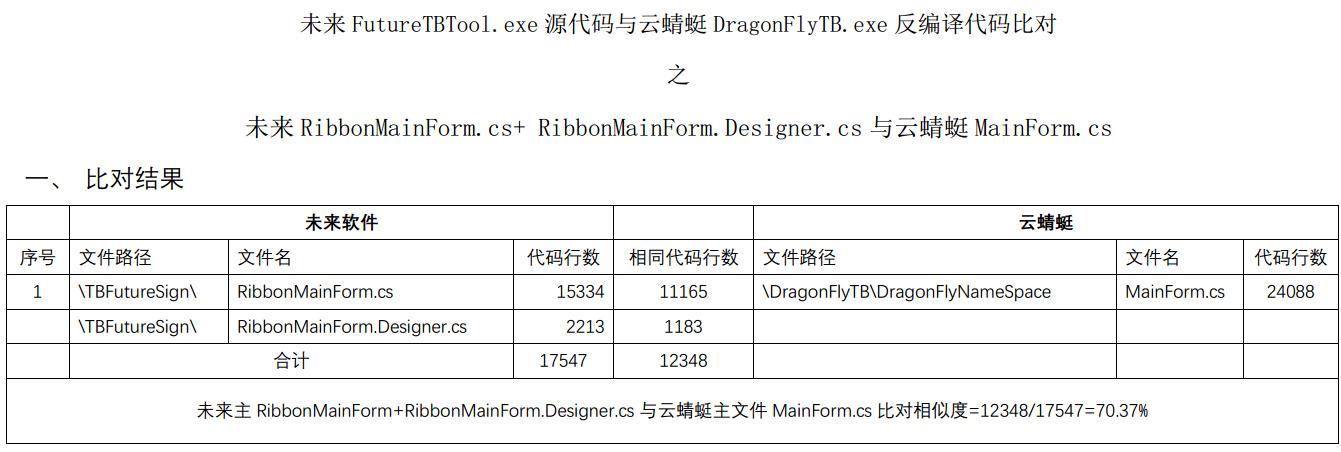 未来 FutureTBTool.exe 源代码与云蜻蜓 DragonFlyTB.exe 反编译代码比对
之
未来 RibbonMainForm.cs+ RibbonMainForm.Designer.cs 与云蜻蜓 MainForm.cs
一、 比对结果
未来软件 云蜻蜓
序号 文件路径 文件名 代码行数 相同代码行数 文件路径 文件名 代码行数
1 \TBFutureSign\ RibbonMainForm.cs 15334 11165 \DragonFlyTB\DragonFlyNameSpace MainForm.cs 24088
\TBFutureSign\ RibbonMainForm.Designer.cs 2213 1183
合计 17547 12348
未来主 RibbonMainForm+RibbonMainForm.Designer.cs 与云蜻蜓主文件 MainForm.cs 比对相似度=12348/17547=70.37%